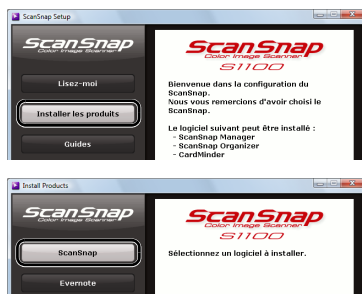 ScanSnap Setup
ScanSnap
Color Image Scanner
Lisez-moi
Installer les produits
Guides
ScanSnap
Color Image Scanner
S1100
Bienvenue dans la configuration du
ScanSnap.
Nous vous remercions d'avoir choisi le
ScanSnap.
Le logiciel suivant peut être installé :
- ScanSnap Manager
- ScanSnap Organizer
- CardMinder
Install Products
ScanSnap
Color Image Scanner
ScanSnap
Evernote
ScanSnap
Color Image Scanner
S1100
Sélectionnez un logiciel à installer.